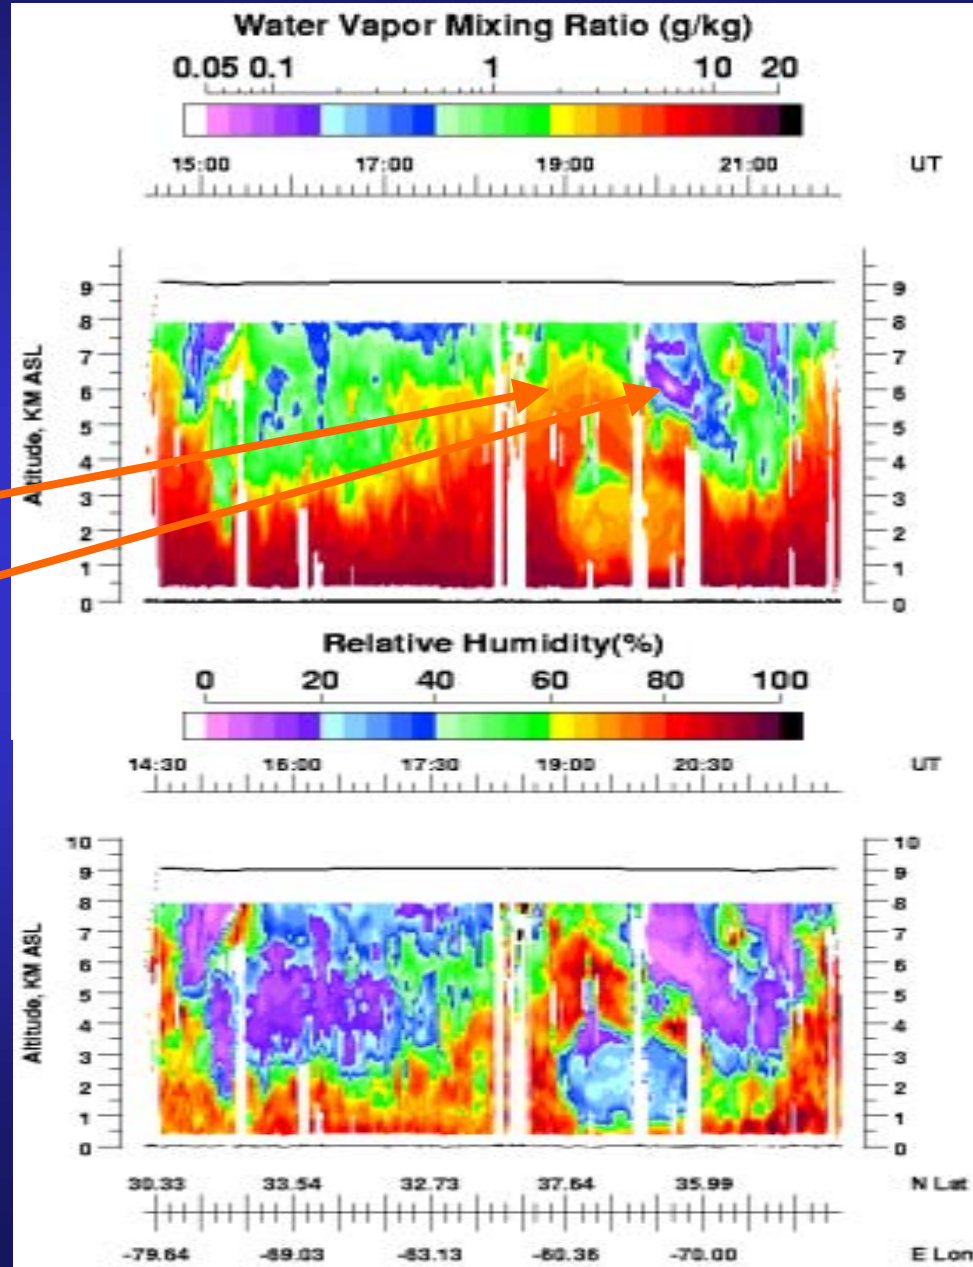 Water Vapor Mixing Ratio (g/kg)
0.05 0.1 1 10 20
15:00 17:00 19:00 21:00 UT
9 9
8 8
7 7
6 6
5 5
4 4
3 3
2 2
1 1
0 0
Altitude, KM ASL
Relative Humidity(%)
0 20 40 60 80 100
14:30 16:00 17:30 19:00 20:30 UT
10 10
9 9
8 8
7 7
6 6
5 5
4 4
3 3
2 2
1 1
0 0
Altitude, KM ASL
30.33 33.54 32.73 37.64 35.99 N Lat
-79.64 -69.03 -63.13 -60.36 -70.00 E Lon